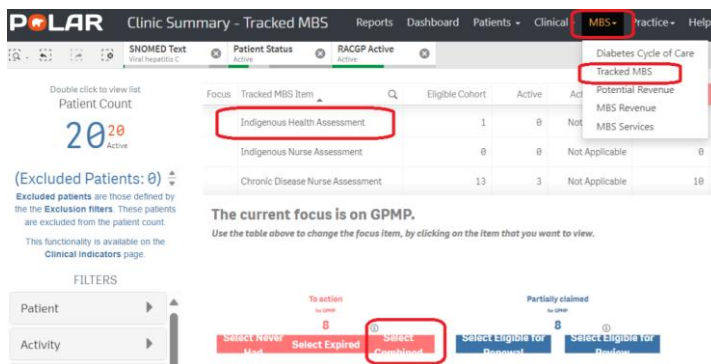 POLAR Clinic Summary - Tracked MBS Reports Dashboard Patients Clinical MBS Practice Help
SNOMED Text Patient Status RACGP Active
Viral hepatitis C Active Active
Diabetes Cycle of Care
Tracked MBS
Potential Revenue
MBS Revenue
MBS Services
Double click to view list
Patient Count
20 20
Active
(Excluded Patients: 0)
Excluded patients are those defined by
the the Exclusion filters. These patients
are excluded from the patient count.
This functionality is available on the
Clinical Indicators page.
FILTERS
Patient
Activity
Focus Tracked MBS Item Eligible Cohort Active
Indigenous Health Assessment 1 0 Not
Indigenous Nurse Assessment 0 0 Not Applicable 0
Chronic Disease Nurse Assessment 13 3 Not Applicable 10
The current focus is on GPMP.
Use the table above to change the focus item, by clicking on the item that you want to view.
To action
for GPMP
8
Select Never Had Select Expired Select Combined
Partially claimed
for GPMP
8
Select Eligible for Renewal Select Eligible for Review